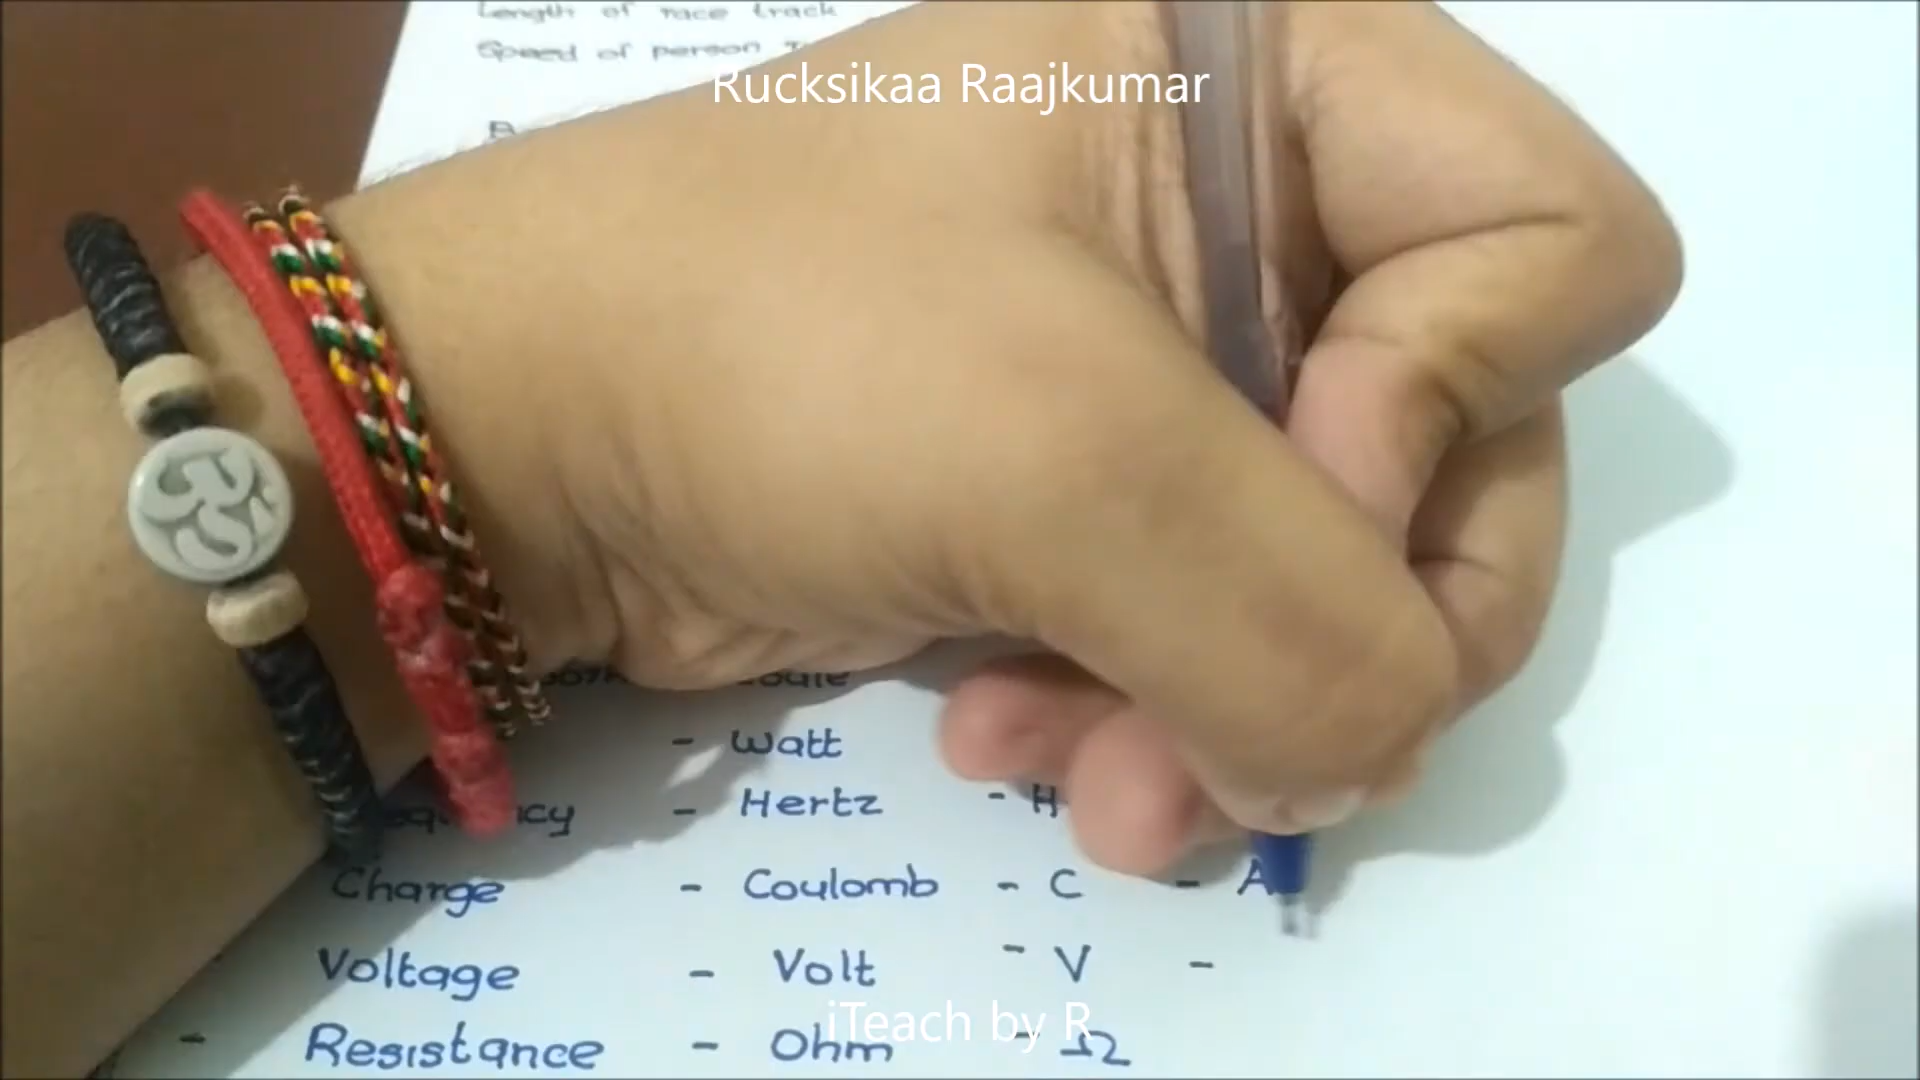 Length of race track
Speed of person
Rucksikaa Raajkumar
- Watt
- Hertz - H
Charge - Coulomb - C - A
Voltage - Volt - V -
iTeach by R
- Resistance - Ohm - Ω